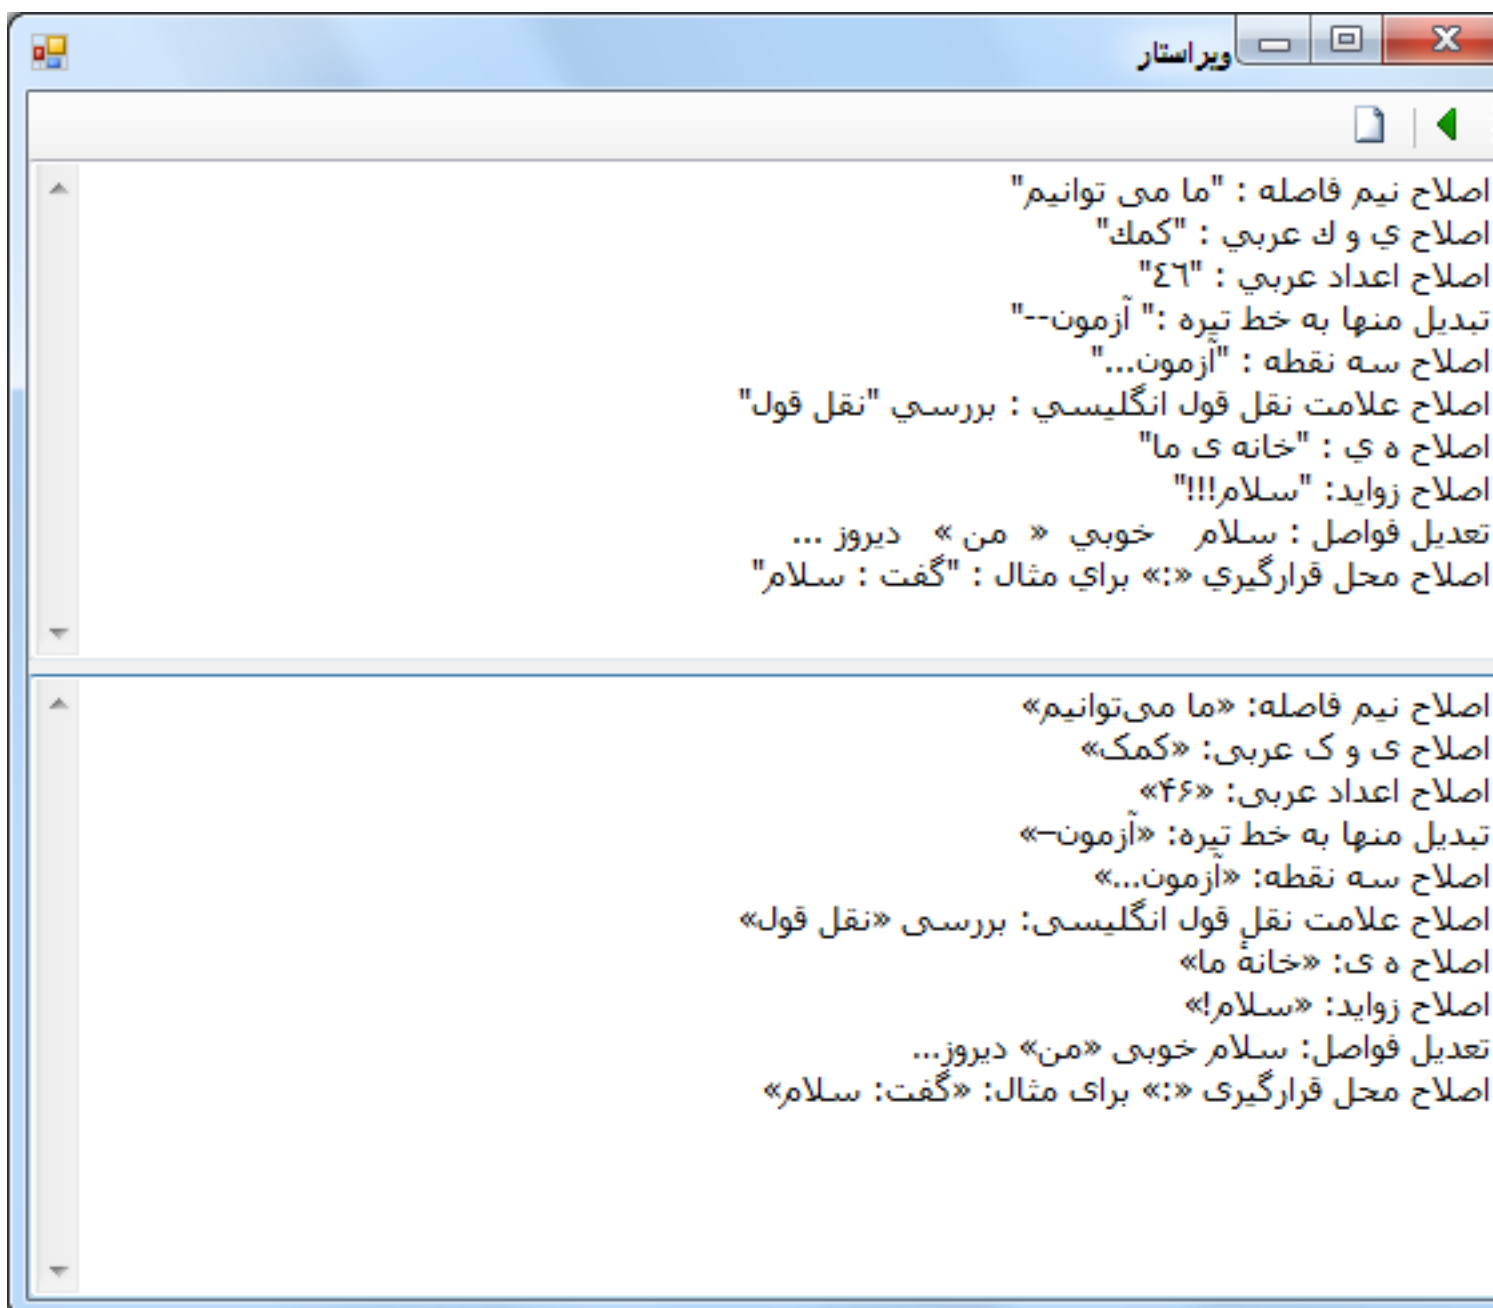 ویراستار
اصلاح نیم فاصله : "ما می توانیم"
اصلاح ي و ك عربي : "كمك"
اصلاح اعداد عربي : "٤٦"
تبدیل منها به خط تیره :" آزمون--"
اصلاح سه نقطه : "آزمون..."
اصلاح علامت نقل قول انگلیسي : بررسي "نقل قول"
اصلاح ه ي : "خانه ی ما"
اصلاح زواید: "سلام!!!"
تعدیل فواصل : سلام   خوبي  « من »  دیروز ...
اصلاح محل قرارگیري «:» براي مثال : "گفت : سلام"
اصلاح نیم فاصله: «ما می‌توانیم»
اصلاح ی و ک عربی: «کمک»
اصلاح اعداد عربی: «۴۶»
تبدیل منها به خط تیره: «آزمون–»
اصلاح سه نقطه: «آزمون…»
اصلاح علامت نقل قول انگلیسی: بررسی «نقل قول»
اصلاح ه ی: «خانهٔ ما»
اصلاح زواید: «سلام!»
تعدیل فواصل: سلام خوبی «من» دیروز…
اصلاح محل قرارگیری «:» برای مثال: «گفت: سلام»